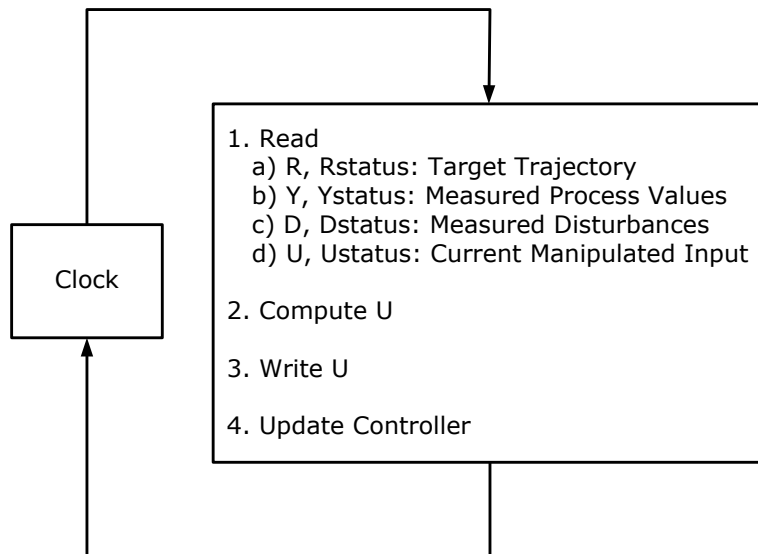 Clock
1. Read
a) R, Rstatus: Target Trajectory
b) Y, Ystatus: Measured Process Values
c) D, Dstatus: Measured Disturbances
d) U, Ustatus: Current Manipulated Input
2. Compute U
3. Write U
4. Update Controller